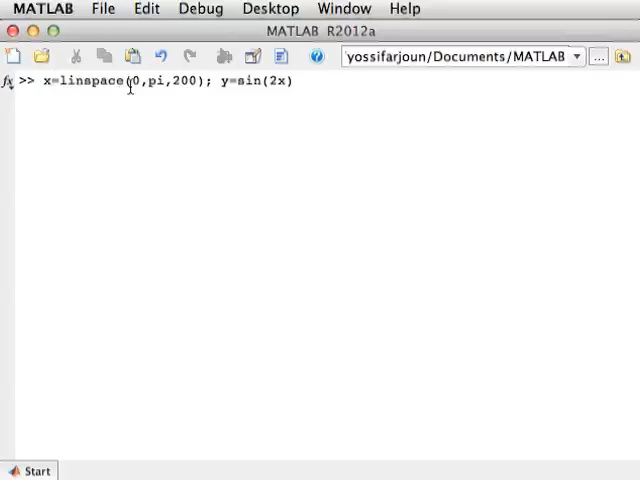 MATLAB File Edit Debug Desktop Window Help
MATLAB R2012a
yossifarjoun/Documents/MATLAB ...
fx >> x=linspace(0,pi,200); y=sin(2x)
Start